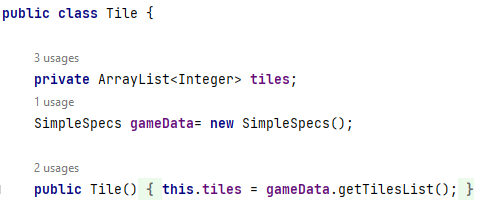 public class Tile {
3 usages
private ArrayList<Integer> tiles;
1 usage
SimpleSpecs gameData= new SimpleSpecs();
2 usages
public Tile() { this.tiles = gameData.getTilesList(); }